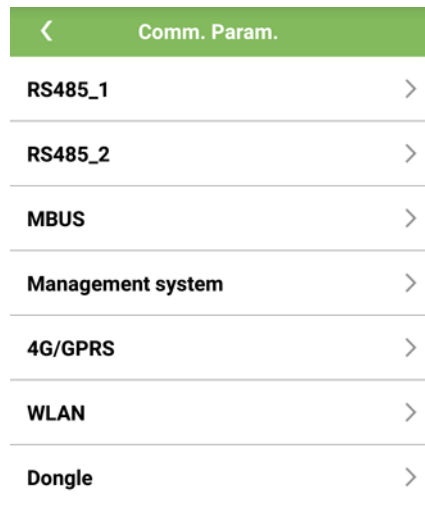 Comm. Param.
RS485_1
RS485_2
MBUS
Management system
4G/GPRS
WLAN
Dongle